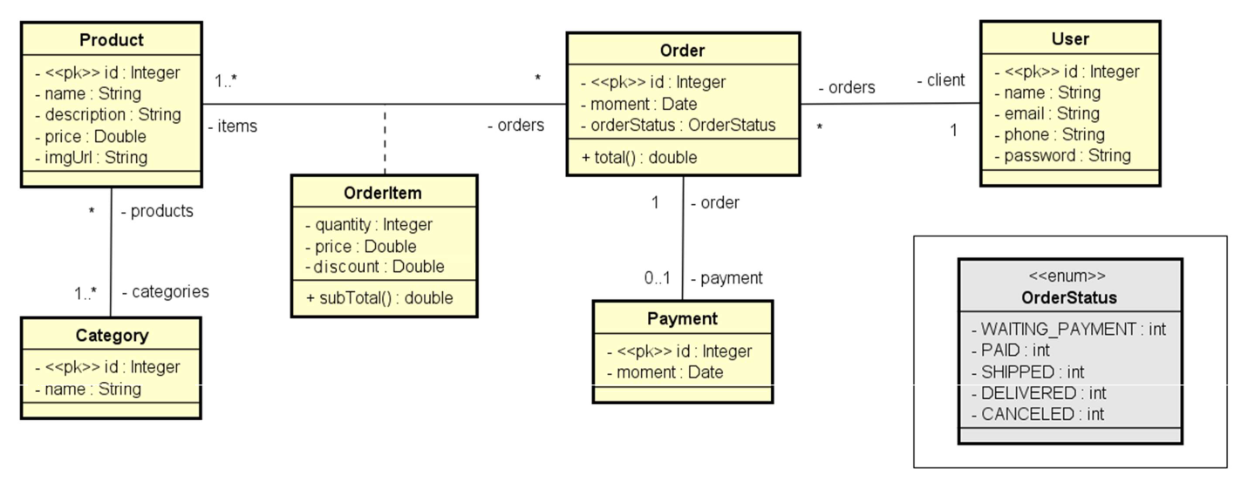 Product
- <<pk>> id : Integer
- name : String
- description : String
- price : Double
- imgUrl : String
1..*
- items
*
- orders
OrderItem
- quantity : Integer
- price : Double
- discount : Double
+ subTotal() : double
Order
- <<pk>> id : Integer
- moment : Date
- orderStatus : OrderStatus
+ total() : double
- orders
*
- client
1
User
- <<pk>> id : Integer
- name : String
- email : String
- phone : String
- password : String
* - products
1..* - categories
Category
- <<pk>> id : Integer
- name : String
1 - order
0..1 - payment
Payment
- <<pk>> id : Integer
- moment : Date
<<enum>>
OrderStatus
- WAITING_PAYMENT : int
- PAID : int
- SHIPPED : int
- DELIVERED : int
- CANCELED : int